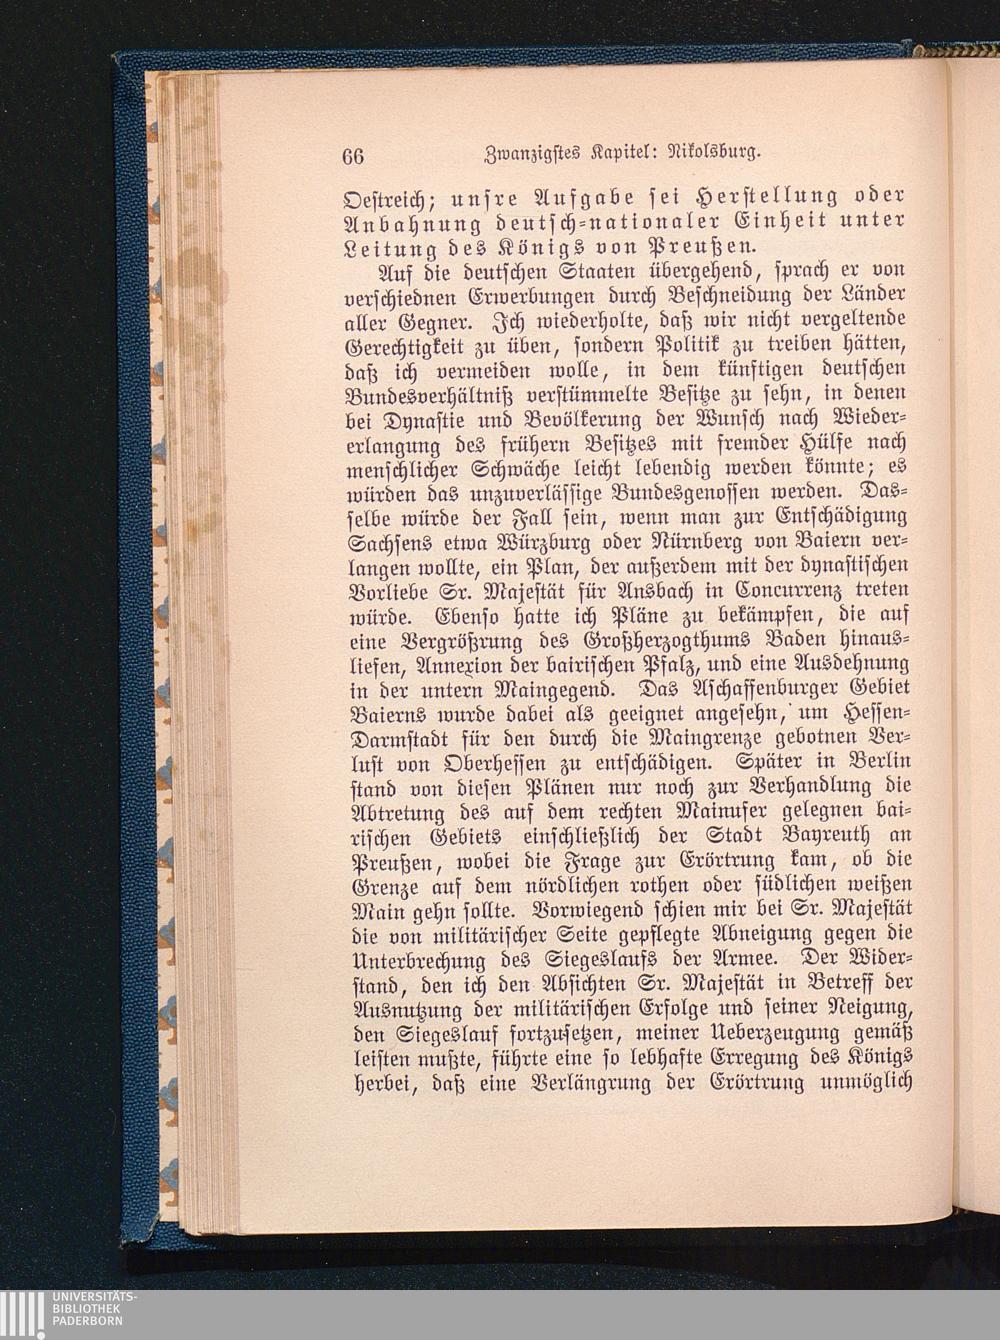 66 Zwanzigstes Kapitel: Nikolsburg.
Oestreich; unsre Aufgabe sei Herstellung oder
Anbahnung deutsch-nationaler Einheit unter
Leitung des Königs von Preußen.
Auf die deutschen Staaten übergehend, sprach er von
verschiednen Erwerbungen durch Beschneidung der Länder
aller Gegner. Ich wiederholte, daß wir nicht vergeltende
Gerechtigkeit zu üben, sondern Politik zu treiben hätten,
daß ich vermeiden wolle, in dem künftigen deutschen
Bundesverhältniß verstümmelte Besitze zu sehn, in denen
bei Dynastie und Bevölkerung der Wunsch nach Wieder-
erlangung des frühern Besitzes mit fremder Hülfe nach
menschlicher Schwäche leicht lebendig werden könnte; es
würden das unzuverlässige Bundesgenossen werden. Das-
selbe würde der Fall sein, wenn man zur Entschädigung
Sachsens etwa Würzburg oder Nürnberg von Baiern ver-
langen wollte, ein Plan, der außerdem mit der dynastischen
Vorliebe Sr. Majestät für Ansbach in Concurrenz treten
würde. Ebenso hatte ich Pläne zu bekämpfen, die auf
eine Vergrößrung des Großherzogthums Baden hinaus-
liefen, Annexion der bairischen Pfalz, und eine Ausdehnung
in der untern Maingegend. Das Aschaffenburger Gebiet
Baierns wurde dabei als geeignet angesehn, um Hessen-
Darmstadt für den durch die Maingrenze gebotnen Ver-
lust von Oberhessen zu entschädigen. Später in Berlin
stand von diesen Plänen nur noch zur Verhandlung die
Abtretung des auf dem rechten Mainufer gelegnen bai-
rischen Gebiets einschließlich der Stadt Bayreuth an
Preußen, wobei die Frage zur Erörtrung kam, ob die
Grenze auf dem nördlichen rothen oder südlichen weißen
Main gehn sollte. Vorwiegend schien mir bei Sr. Majestät
die von militärischer Seite gepflegte Abneigung gegen die
Unterbrechung des Siegeslaufs der Armee. Der Wider-
stand, den ich den Absichten Sr. Majestät in Betreff der
Ausnutzung der militärischen Erfolge und seiner Neigung,
den Siegeslauf fortzusetzen, meiner Ueberzeugung gemäß
leisten mußte, führte eine so lebhafte Erregung des Königs
herbei, daß eine Verlängrung der Erörtrung unmöglich
UNIVERSITÄTS-
BIBLIOTHEK
PADERBORN